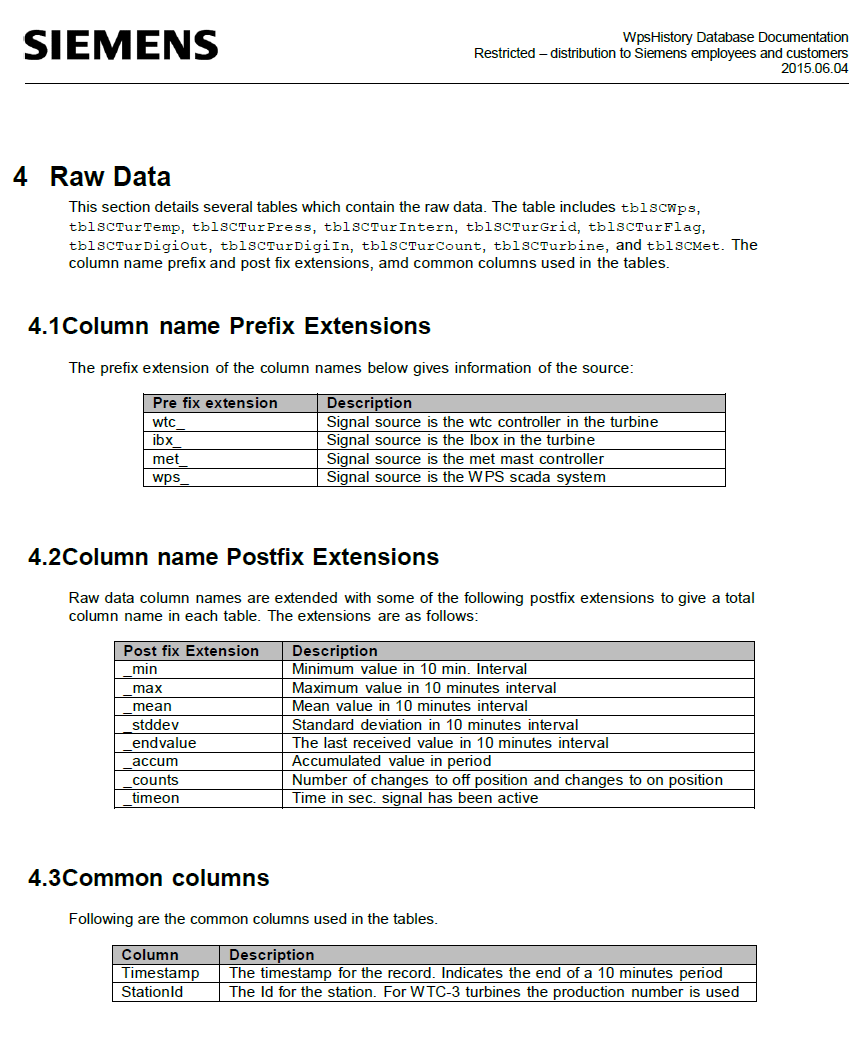 SIEMENS
WpsHistory Database Documentation
Restricted – distribution to Siemens employees and customers
2015.06.04
4 Raw Data
This section details several tables which contain the raw data. The table includes tblSCWps,
tblSCTurTemp, tblSCTurPress, tblSCTurIntern, tblSCTurGrid, tblSCTurFlag,
tblSCTurDigiOut, tblSCTurDigiIn, tblSCTurCount, tblSCTurbine, and tblSCMet. The
column name prefix and post fix extensions, amd common columns used in the tables.
4.1Column name Prefix Extensions
The prefix extension of the column names below gives information of the source:
Pre fix extension Description
wtc_ Signal source is the wtc controller in the turbine
ibx_ Signal source is the Ibox in the turbine
met_ Signal source is the met mast controller
wps_ Signal source is the WPS scada system
4.2Column name Postfix Extensions
Raw data column names are extended with some of the following postfix extensions to give a total
column name in each table. The extensions are as follows:
Post fix Extension Description
_min Minimum value in 10 min. Interval
_max Maximum value in 10 minutes interval
_mean Mean value in 10 minutes interval
_stddev Standard deviation in 10 minutes interval
_endvalue The last received value in 10 minutes interval
_accum Accumulated value in period
_counts Number of changes to off position and changes to on position
_timeon Time in sec. signal has been active
4.3Common columns
Following are the common columns used in the tables.
Column Description
Timestamp The timestamp for the record. Indicates the end of a 10 minutes period
StationId The Id for the station. For WTC-3 turbines the production number is used